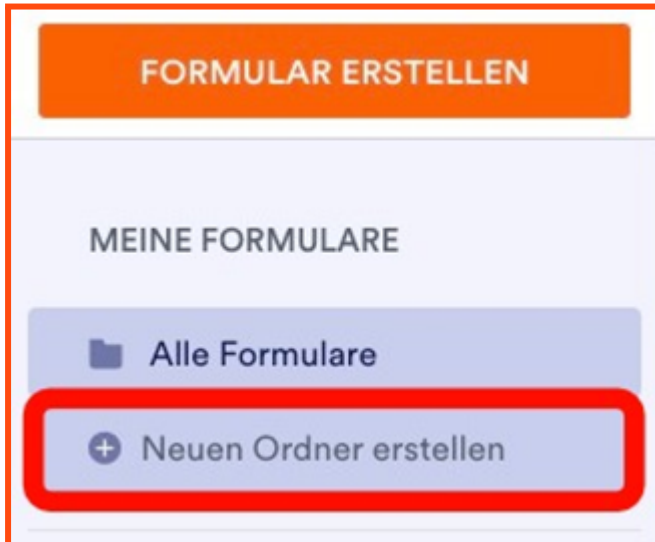 FORMULAR ERSTELLEN
MEINE FORMULARE
Alle Formulare
Neuen Ordner erstellen